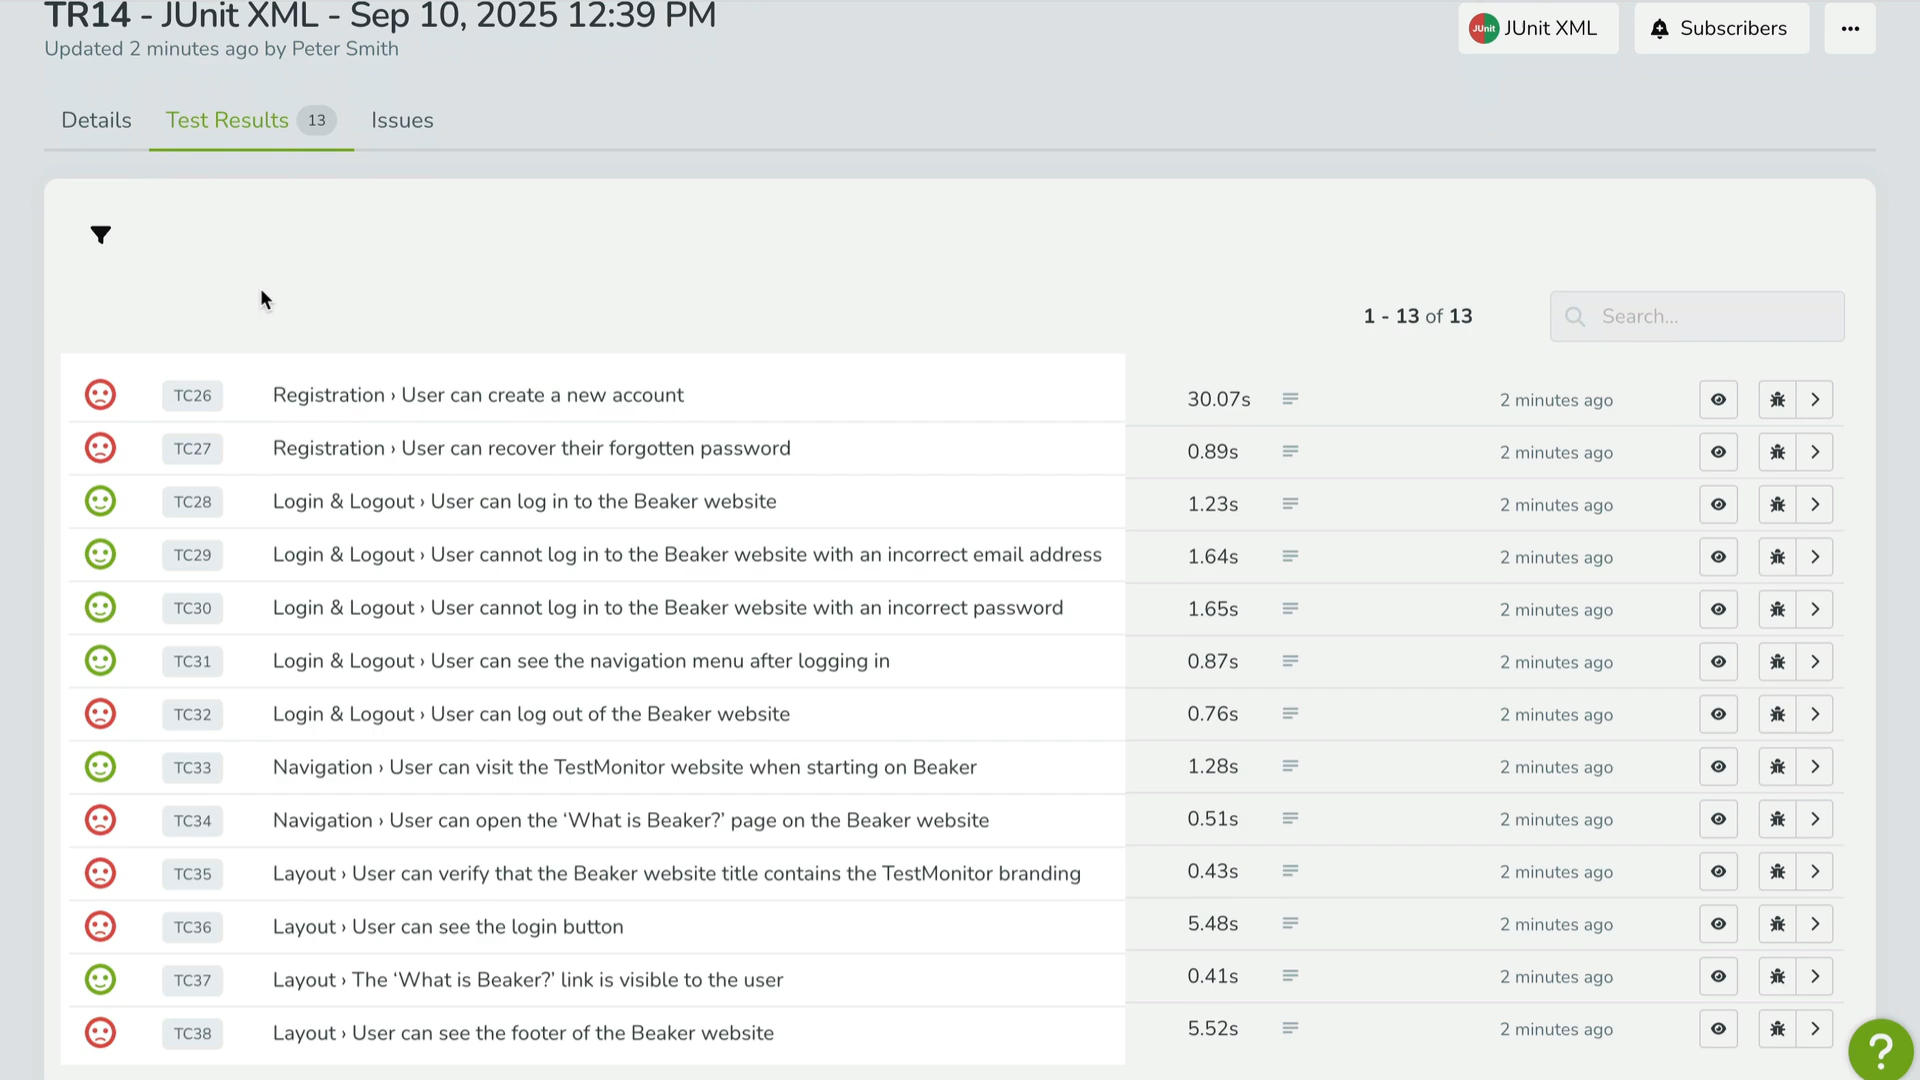 TR14 - JUnit XML - Sep 10, 2025 12:39 PM
Updated 2 minutes ago by Peter Smith
JUnit JUnit XML
Subscribers
Details
Test Results 13
Issues
1 - 13 of 13
Search...
TC26 Registration › User can create a new account 30.07s 2 minutes ago
TC27 Registration › User can recover their forgotten password 0.89s 2 minutes ago
TC28 Login & Logout › User can log in to the Beaker website 1.23s 2 minutes ago
TC29 Login & Logout › User cannot log in to the Beaker website with an incorrect email address 1.64s 2 minutes ago
TC30 Login & Logout › User cannot log in to the Beaker website with an incorrect password 1.65s 2 minutes ago
TC31 Login & Logout › User can see the navigation menu after logging in 0.87s 2 minutes ago
TC32 Login & Logout › User can log out of the Beaker website 0.76s 2 minutes ago
TC33 Navigation › User can visit the TestMonitor website when starting on Beaker 1.28s 2 minutes ago
TC34 Navigation › User can open the ‘What is Beaker?’ page on the Beaker website 0.51s 2 minutes ago
TC35 Layout › User can verify that the Beaker website title contains the TestMonitor branding 0.43s 2 minutes ago
TC36 Layout › User can see the login button 5.48s 2 minutes ago
TC37 Layout › The ‘What is Beaker?’ link is visible to the user 0.41s 2 minutes ago
TC38 Layout › User can see the footer of the Beaker website 5.52s 2 minutes ago
?